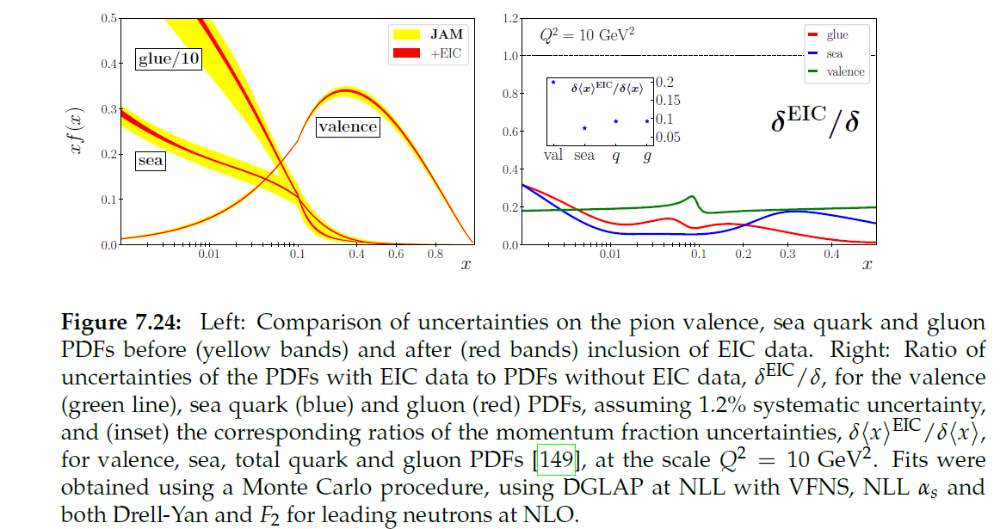 0.5
0.4
0.3
0.2
0.1
0.0
xf(x)
glue/10
sea
valence
JAM
+EIC
0.01
0.1
0.4
0.6
0.8
x
1.2
1.0
0.8
0.6
0.4
0.2
0.0
Q² = 10 GeV²
glue
sea
valence
δ⟨x⟩ᴱᴵᶜ/δ⟨x⟩
0.2
0.15
0.1
0.05
val sea q g
δᴱᴵᶜ/δ
0.01
0.1
0.2
0.3
0.4
x
Figure 7.24: Left: Comparison of uncertainties on the pion valence, sea quark and gluon
PDFs before (yellow bands) and after (red bands) inclusion of EIC data. Right: Ratio of
uncertainties of the PDFs with EIC data to PDFs without EIC data, δᴱᴵᶜ/δ, for the valence
(green line), sea quark (blue) and gluon (red) PDFs, assuming 1.2% systematic uncertainty,
and (inset) the corresponding ratios of the momentum fraction uncertainties, δ⟨x⟩ᴱᴵᶜ/δ⟨x⟩,
for valence, sea, total quark and gluon PDFs [149], at the scale Q² = 10 GeV². Fits were
obtained using a Monte Carlo procedure, using DGLAP at NLL with VFNS, NLL αₛ and
both Drell-Yan and F₂ for leading neutrons at NLO.